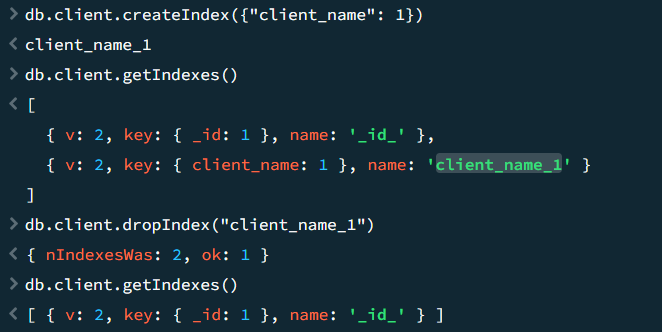 > db.client.createIndex({"client_name": 1})
< client_name_1
> db.client.getIndexes()
< [
{ v: 2, key: { _id: 1 }, name: '_id_' },
{ v: 2, key: { client_name: 1 }, name: 'client_name_1' }
]
> db.client.dropIndex("client_name_1")
< { nIndexesWas: 2, ok: 1 }
> db.client.getIndexes()
< [ { v: 2, key: { _id: 1 }, name: '_id_' } ]